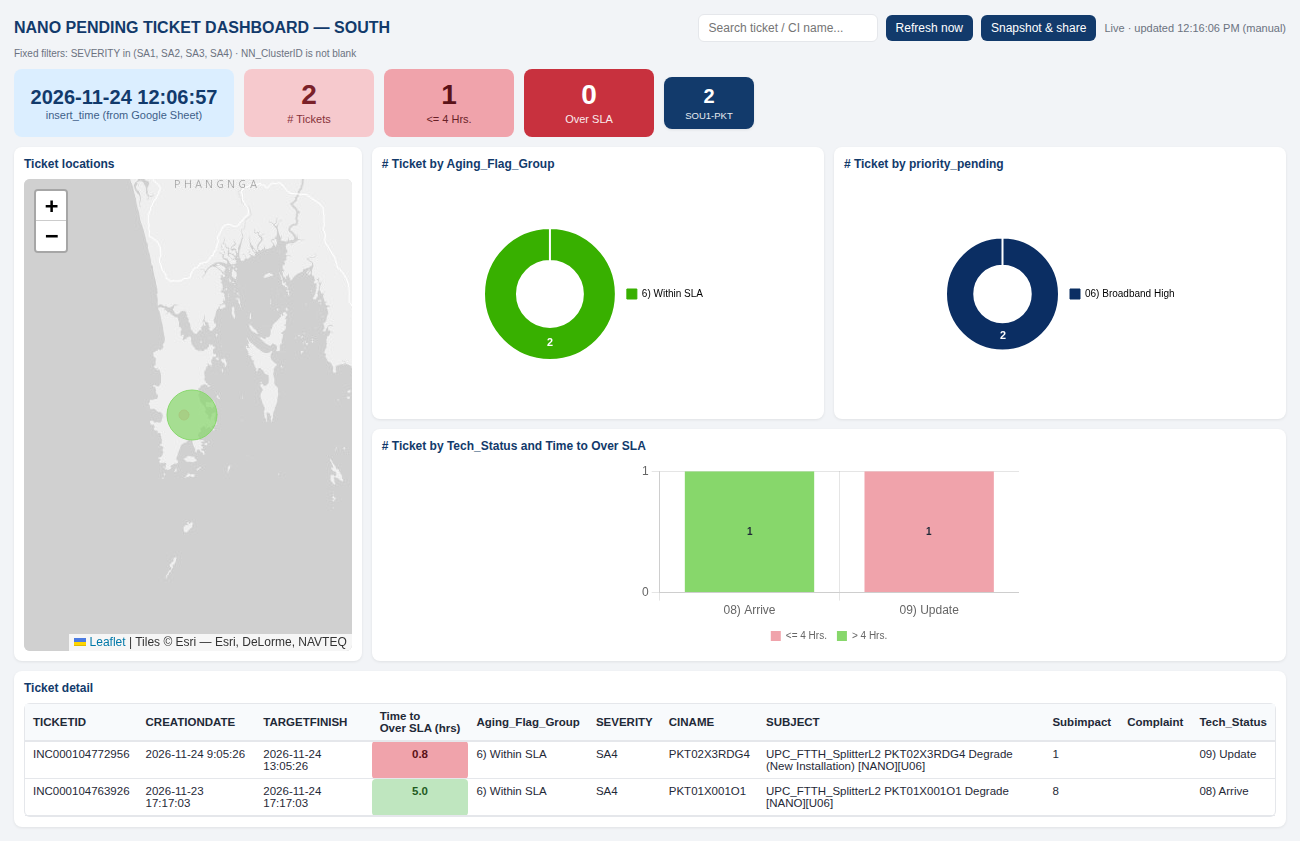 NANO PENDING TICKET DASHBOARD — SOUTH
Search ticket / CI name...
Refresh now
Snapshot & share
Live · updated 12:16:06 PM (manual)
Fixed filters: SEVERITY in (SA1, SA2, SA3, SA4) · NN_ClusterID is not blank
2026-11-24 12:06:57
insert_time (from Google Sheet)
2
# Tickets
1
<= 4 Hrs.
0
Over SLA
2
SOU1-PKT
Ticket locations
PHANGNGA
+
−
Leaflet | Tiles © Esri — Esri, DeLorme, NAVTEQ
# Ticket by Aging_Flag_Group
2
6) Within SLA
# Ticket by priority_pending
2
06) Broadband High
# Ticket by Tech_Status and Time to Over SLA
1
0
1
1
08) Arrive
09) Update
<= 4 Hrs.
> 4 Hrs.
Ticket detail
TICKETID CREATIONDATE TARGETFINISH Time to Over SLA (hrs) Aging_Flag_Group SEVERITY CINAME SUBJECT Subimpact Complaint Tech_Status
INC000104772956 2026-11-24 9:05:26 2026-11-24 13:05:26 0.8 6) Within SLA SA4 PKT02X3RDG4 UPC_FTTH_SplitterL2 PKT02X3RDG4 Degrade (New Installation) [NANO][U06] 1 09) Update
INC000104763926 2026-11-23 17:17:03 2026-11-24 17:17:03 5.0 6) Within SLA SA4 PKT01X001O1 UPC_FTTH_SplitterL2 PKT01X001O1 Degrade [NANO][U06] 8 08) Arrive